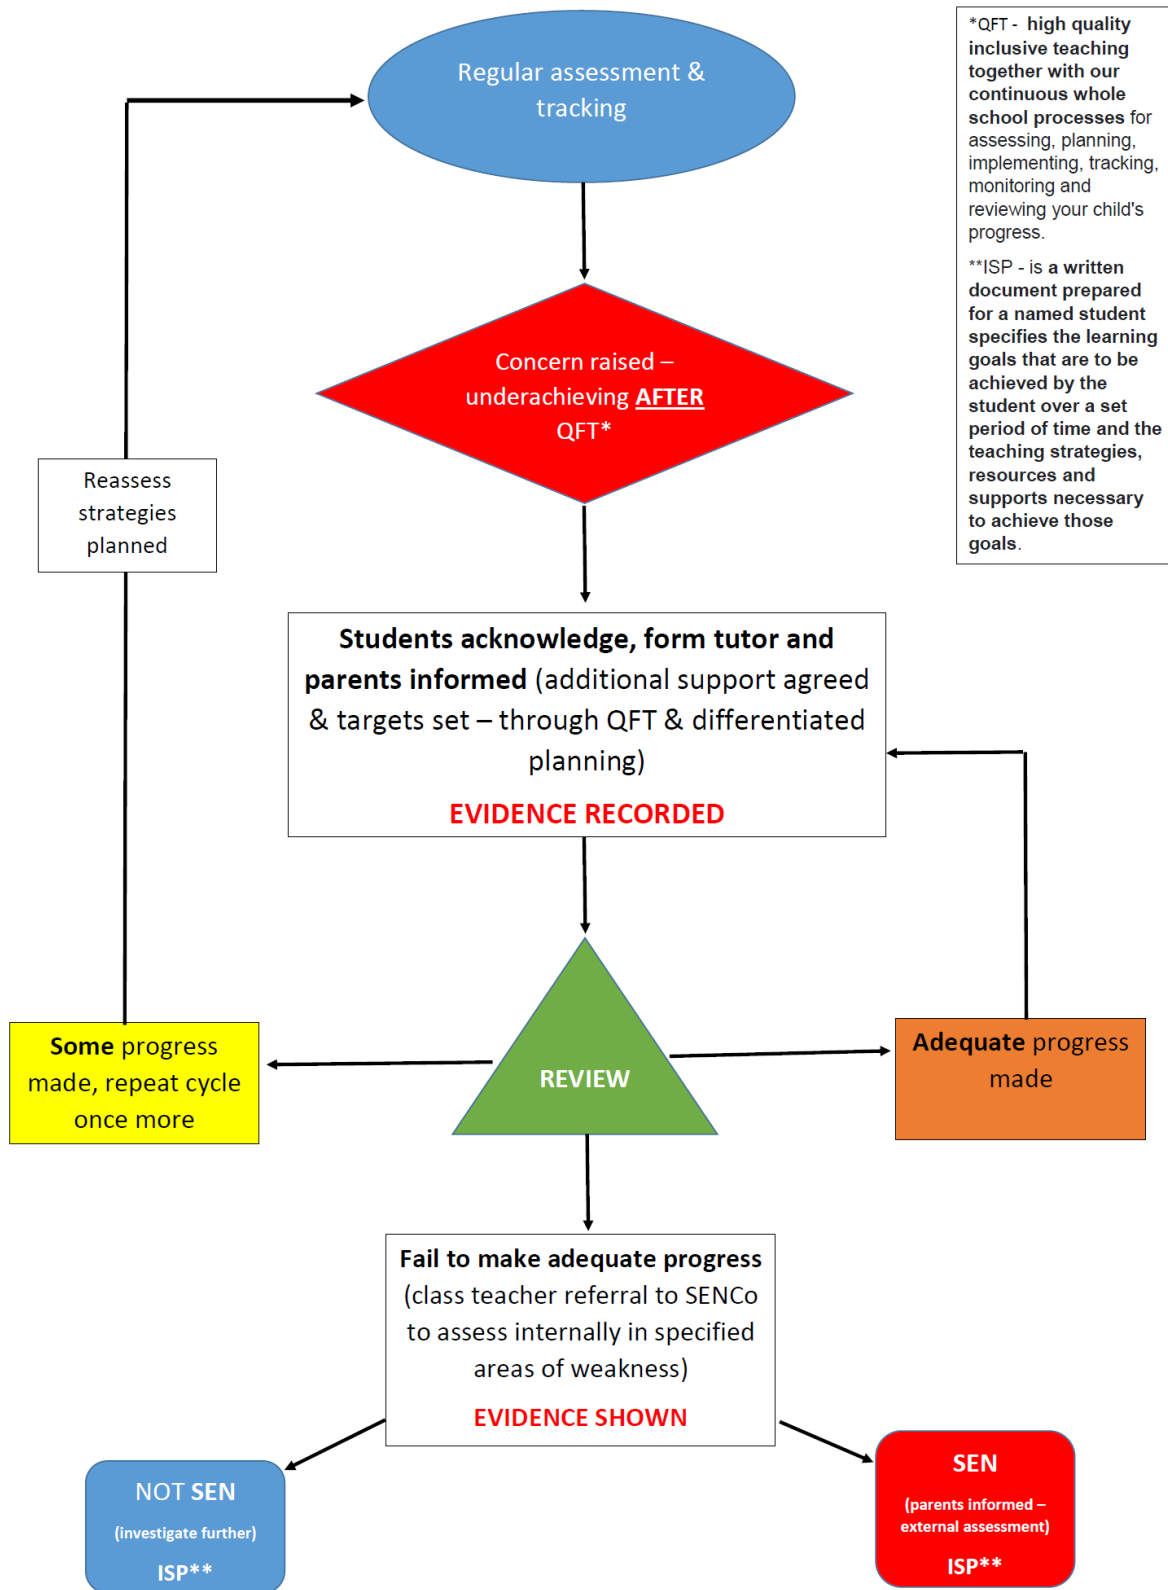 Regular assessment &
tracking
*QFT - high quality
inclusive teaching
together with our
continuous whole
school processes for
assessing, planning,
implementing, tracking,
monitoring and
reviewing your child's
progress.
**ISP - is a written
document prepared
for a named student
specifies the learning
goals that are to be
achieved by the
student over a set
period of time and the
teaching strategies,
resources and
supports necessary
to achieve those
goals.
Concern raised –
underachieving AFTER
QFT*
Reassess
strategies
planned
Students acknowledge, form tutor and
parents informed (additional support agreed
& targets set – through QFT & differentiated
planning)
EVIDENCE RECORDED
Some progress
made, repeat cycle
once more
REVIEW
Adequate progress
made
Fail to make adequate progress
(class teacher referral to SENCo
to assess internally in specified
areas of weakness)
EVIDENCE SHOWN
NOT SEN
(investigate further)
ISP**
SEN
(parents informed –
external assessment)
ISP**